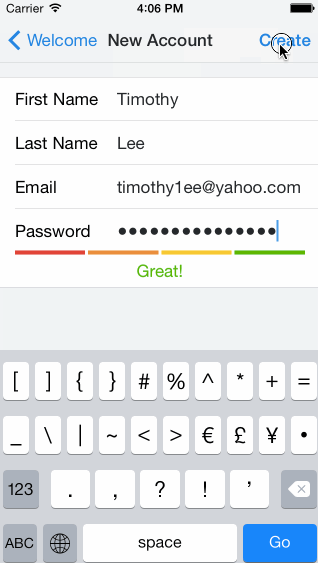 Carrier 4:06 PM
Welcome New Account Create
First Name Timothy
Last Name Lee
Email timothy1ee@yahoo.com
Password ••••••••••••••
Great!
[ ] { } # % ^ * + =
_ \ | ~ < > € £ ¥ •
123 . , ? ! ’
ABC space Go